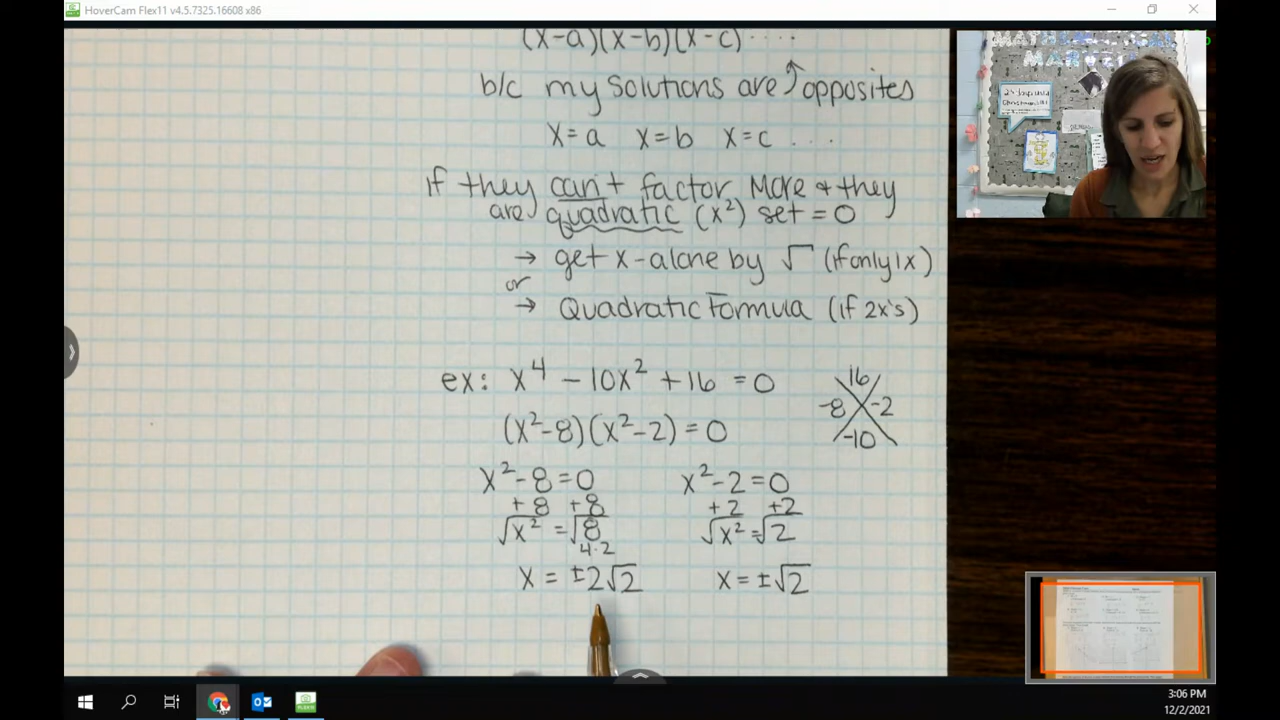 HoverCam Flex11 v4.5.7325.16608 x86
(x-a)(x-b)(x-c) ....
b/c my solutions are opposites
x=a x=b x=c ....
if they can't factor more & they
are quadratic (x²) set = 0
→ get x-alone by √ (if only 1 x)
or
→ Quadratic Formula (if 2x's)
ex: x⁴ - 10x² + 16 = 0
16
-8 -2
-10
(x²-8)(x²-2) = 0
x²-8=0 x²-2=0
+8 +8 +2 +2
√x² = √8 √x² = √2
4·2
x = ±2√2 x = ±√2
3:06 PM
12/2/2021